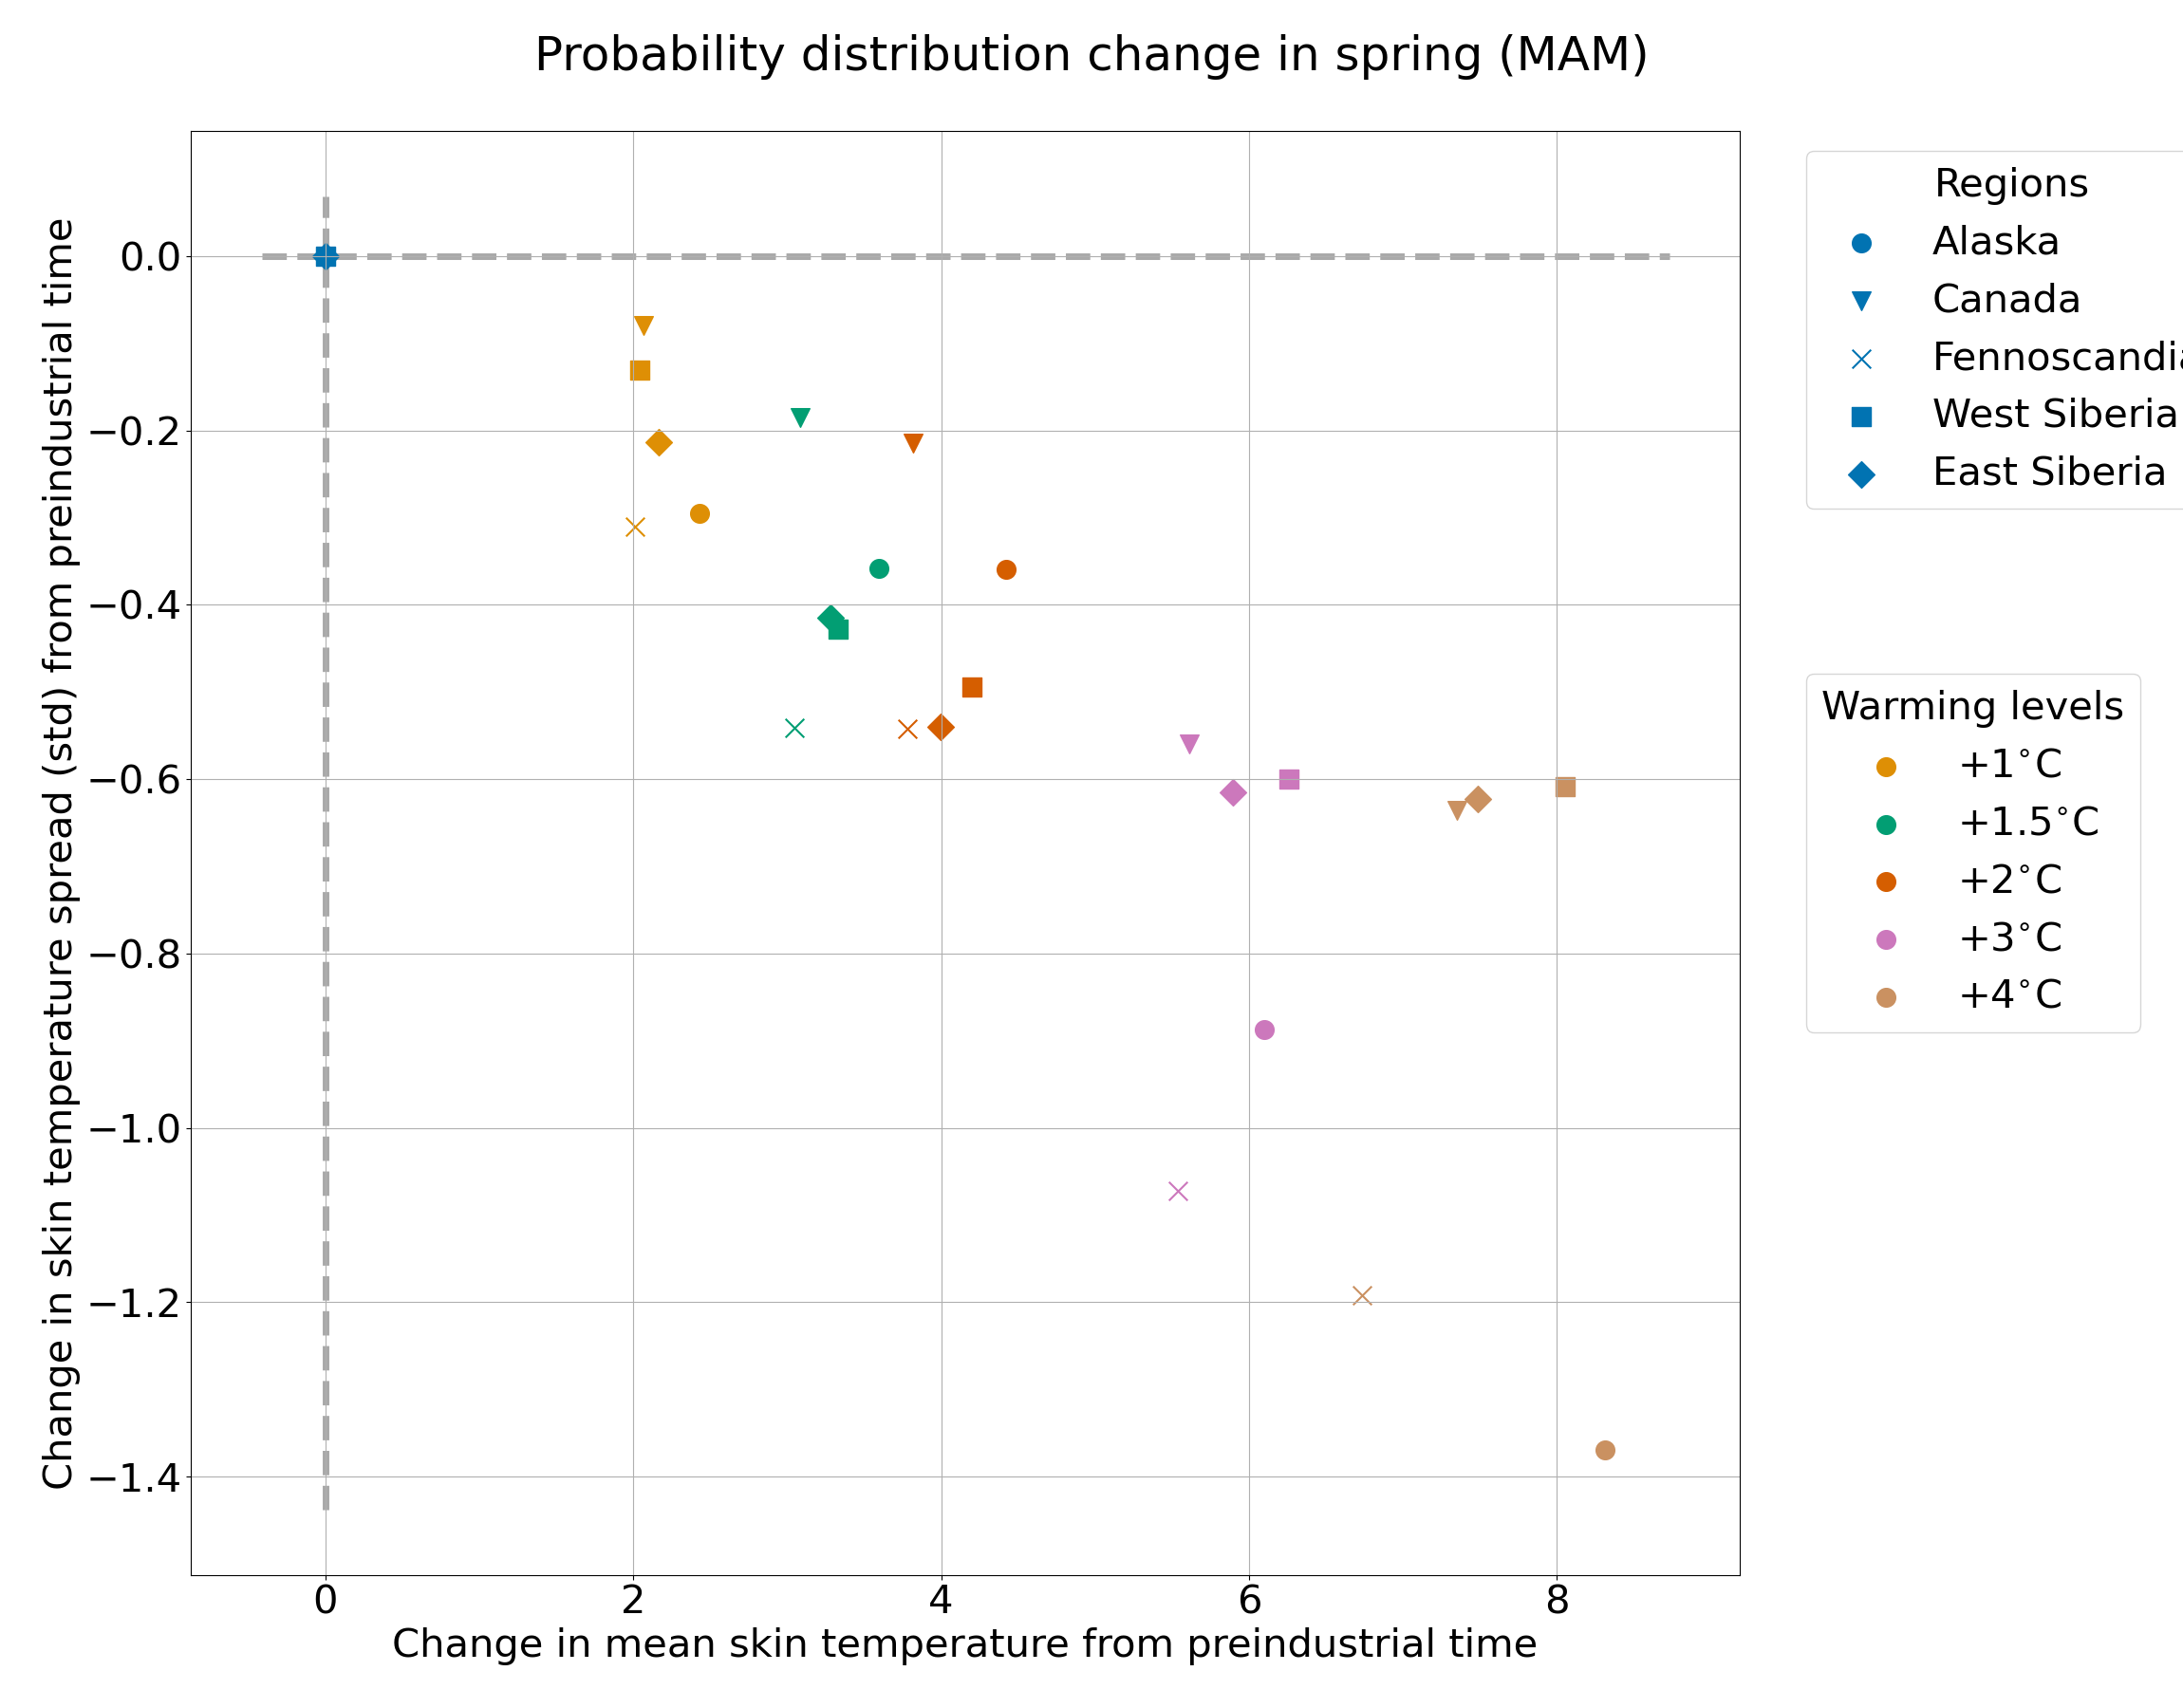 Probability distribution change in spring (MAM)
Change in skin temperature spread (std) from preindustrial time
0.0
−0.2
−0.4
−0.6
−0.8
−1.0
−1.2
−1.4
0 2 4 6 8
Change in mean skin temperature from preindustrial time
Regions
Alaska
Canada
Fennoscandia
West Siberia
East Siberia
Warming levels
+1°C
+1.5°C
+2°C
+3°C
+4°C